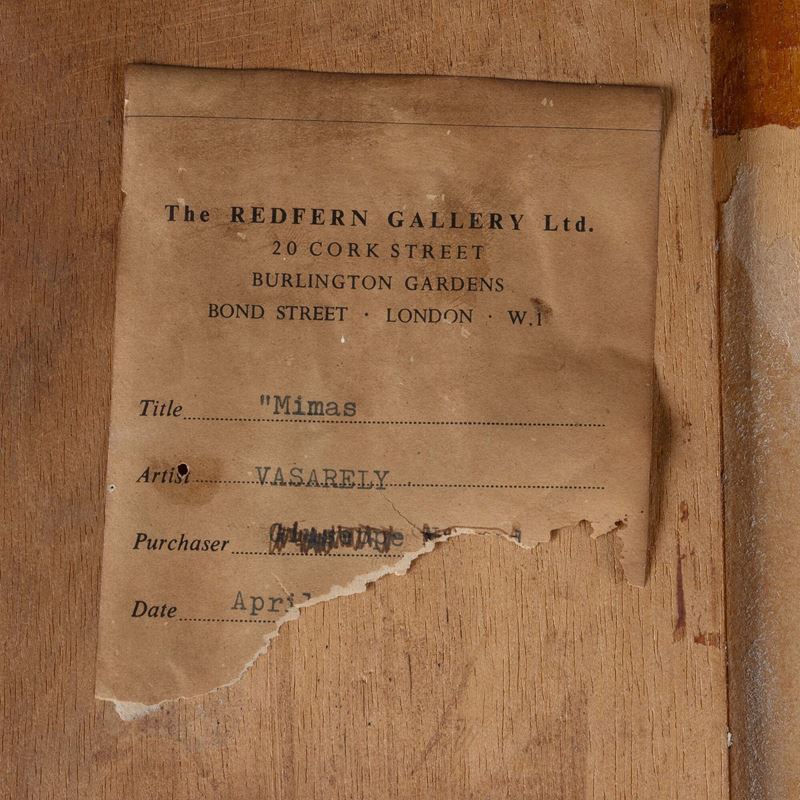 The REDFERN GALLERY Ltd.
20 CORK STREET
BURLINGTON GARDENS
BOND STREET · LONDON · W.1
Title "Mimas
Artist VASARELY
Purchaser
Date April